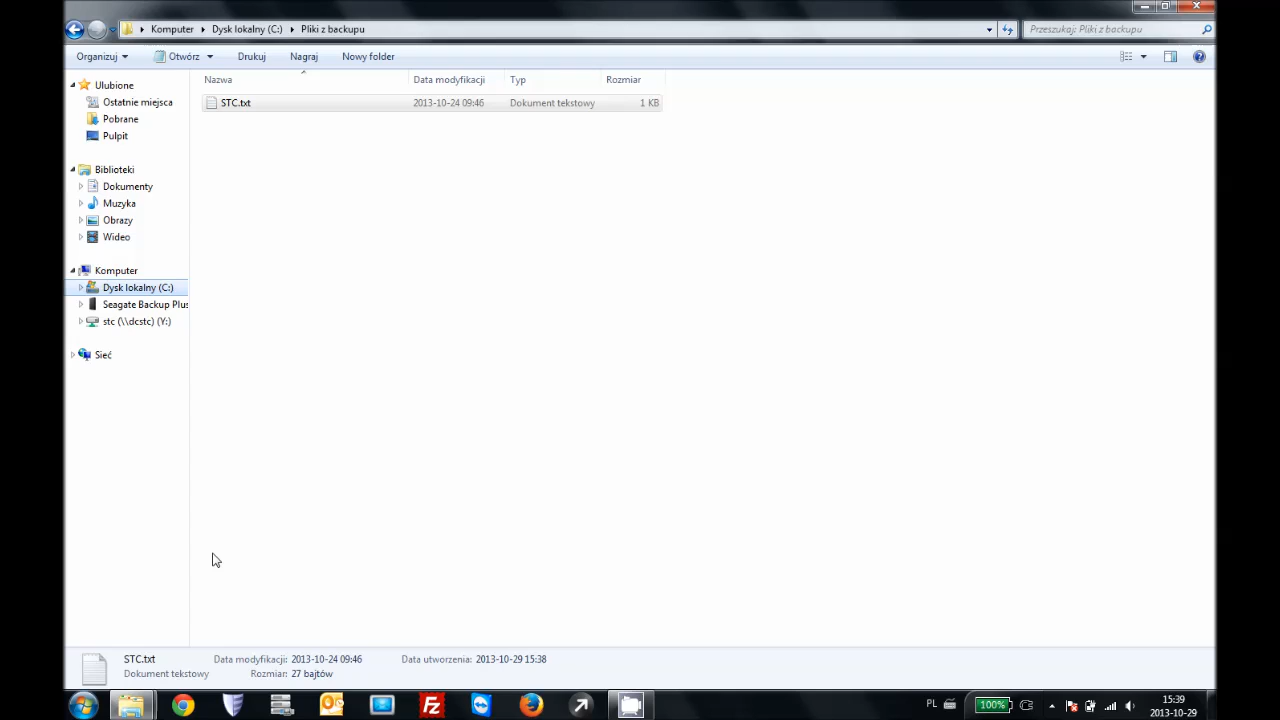 Komputer Dysk lokalny (C:) Pliki z backupu
Przeszukaj: Pliki z backupu
Organizuj Otwórz Drukuj Nagraj Nowy folder
Nazwa Data modyfikacji Typ Rozmiar
STC.txt 2013-10-24 09:46 Dokument tekstowy 1 KB
Ulubione
Ostatnie miejsca
Pobrane
Pulpit
Biblioteki
Dokumenty
Muzyka
Obrazy
Wideo
Komputer
Dysk lokalny (C:)
Seagate Backup Plus
stc (\\dcstc) (Y:)
Sieć
STC.txt Data modyfikacji: 2013-10-24 09:46 Data utworzenia: 2013-10-29 15:38
Dokument tekstowy Rozmiar: 27 bajtów
Fz
PL 100% 15:39
2013-10-29